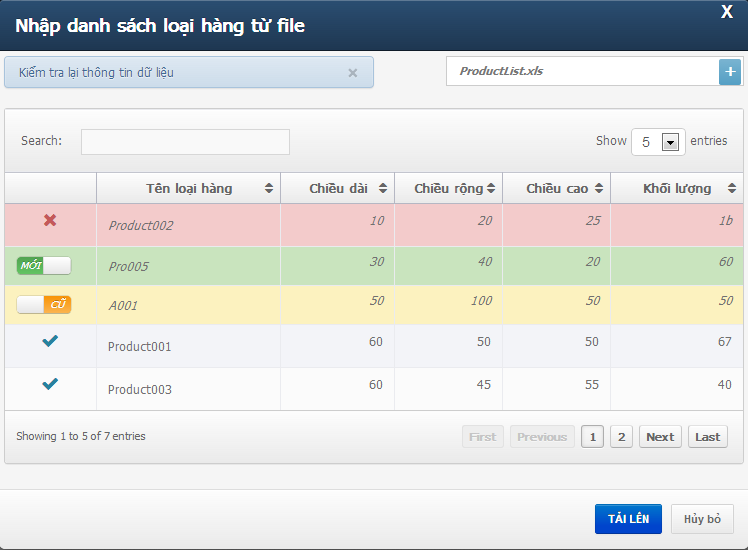 Nhập danh sách loại hàng từ file X
Kiểm tra lại thông tin dữ liệu × ProductList.xls +
Search: Show 5 entries
Tên loại hàng Chiều dài Chiều rộng Chiều cao Khối lượng
Product002 10 20 25 1b
MỚI Pro005 30 40 20 60
CŨ A001 50 100 50 50
Product001 60 50 50 67
Product003 60 45 55 40
Showing 1 to 5 of 7 entries First Previous 1 2 Next Last
TẢI LÊN Hủy bỏ